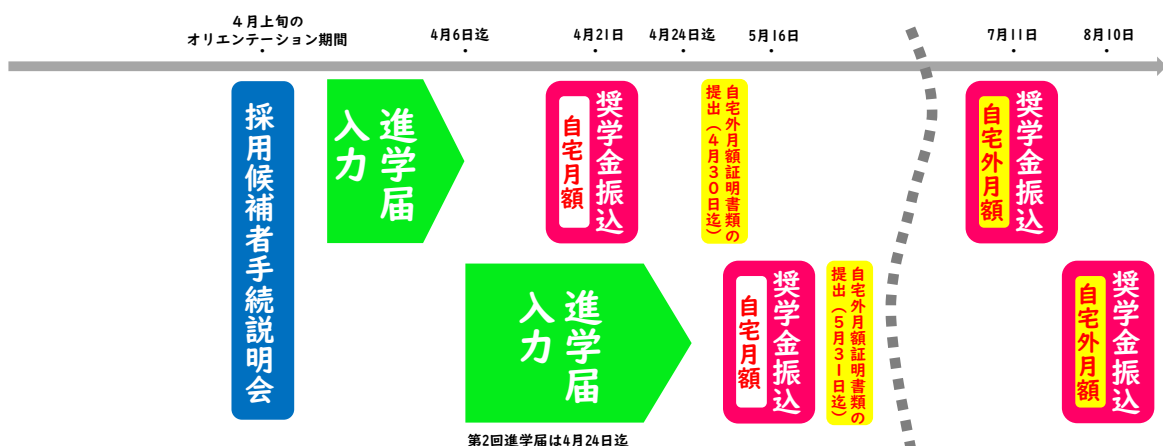 4月上旬の
オリエンテーション期間
4月6日迄
4月21日
4月24日迄
5月16日
7月11日
8月10日
採用候補者手続説明会
進学届
入力
奨学金振込
自宅月額
自宅外月額証明書類の
提出（4月30日迄）
奨学金振込
自宅外月額
進学届
入力
第2回進学届は4月24日迄
奨学金振込
自宅月額
自宅外月額証明書類の
提出（5月31日迄）
奨学金振込
自宅外月額